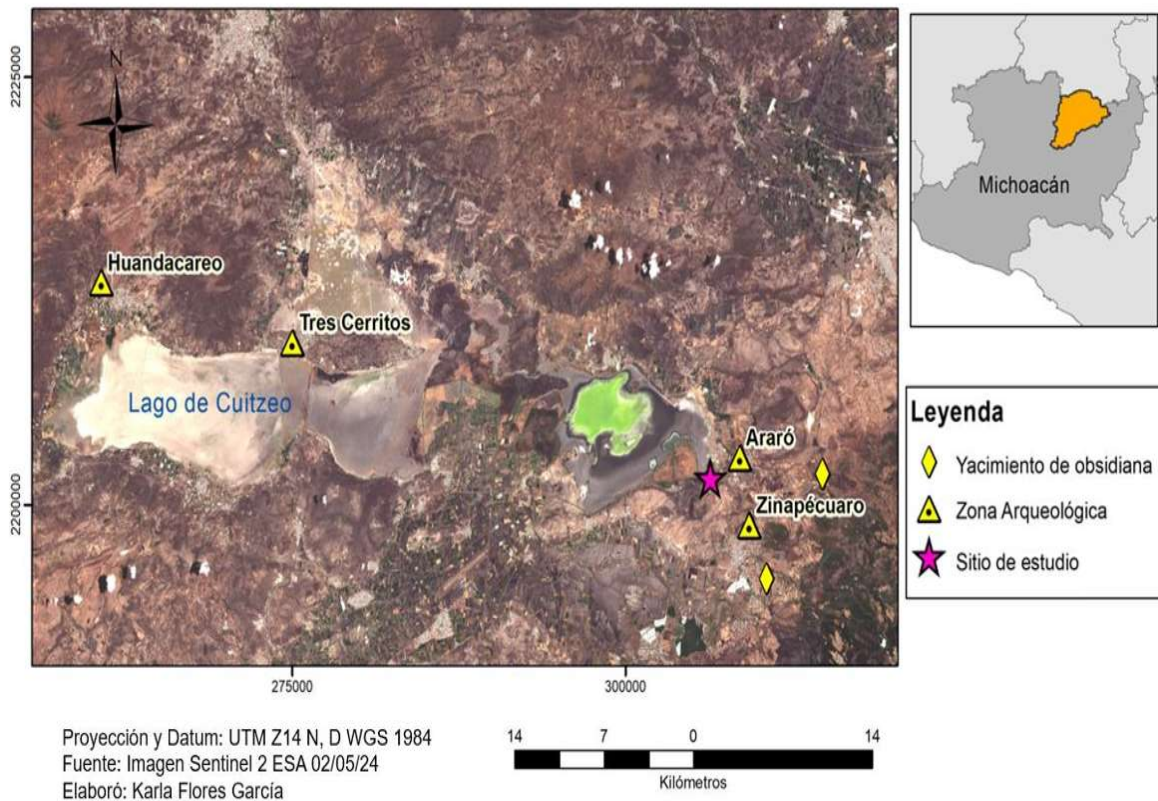 N
2225000
2200000
Huandacareo
Tres Cerritos
Lago de Cuitzeo
Araró
Zinapécuaro
275000
300000
Michoacán
Leyenda
Yacimiento de obsidiana
Zona Arqueológica
Sitio de estudio
Proyección y Datum: UTM Z14 N, D WGS 1984
Fuente: Imagen Sentinel 2 ESA 02/05/24
Elaboró: Karla Flores García
14 7 0 14
Kilómetros